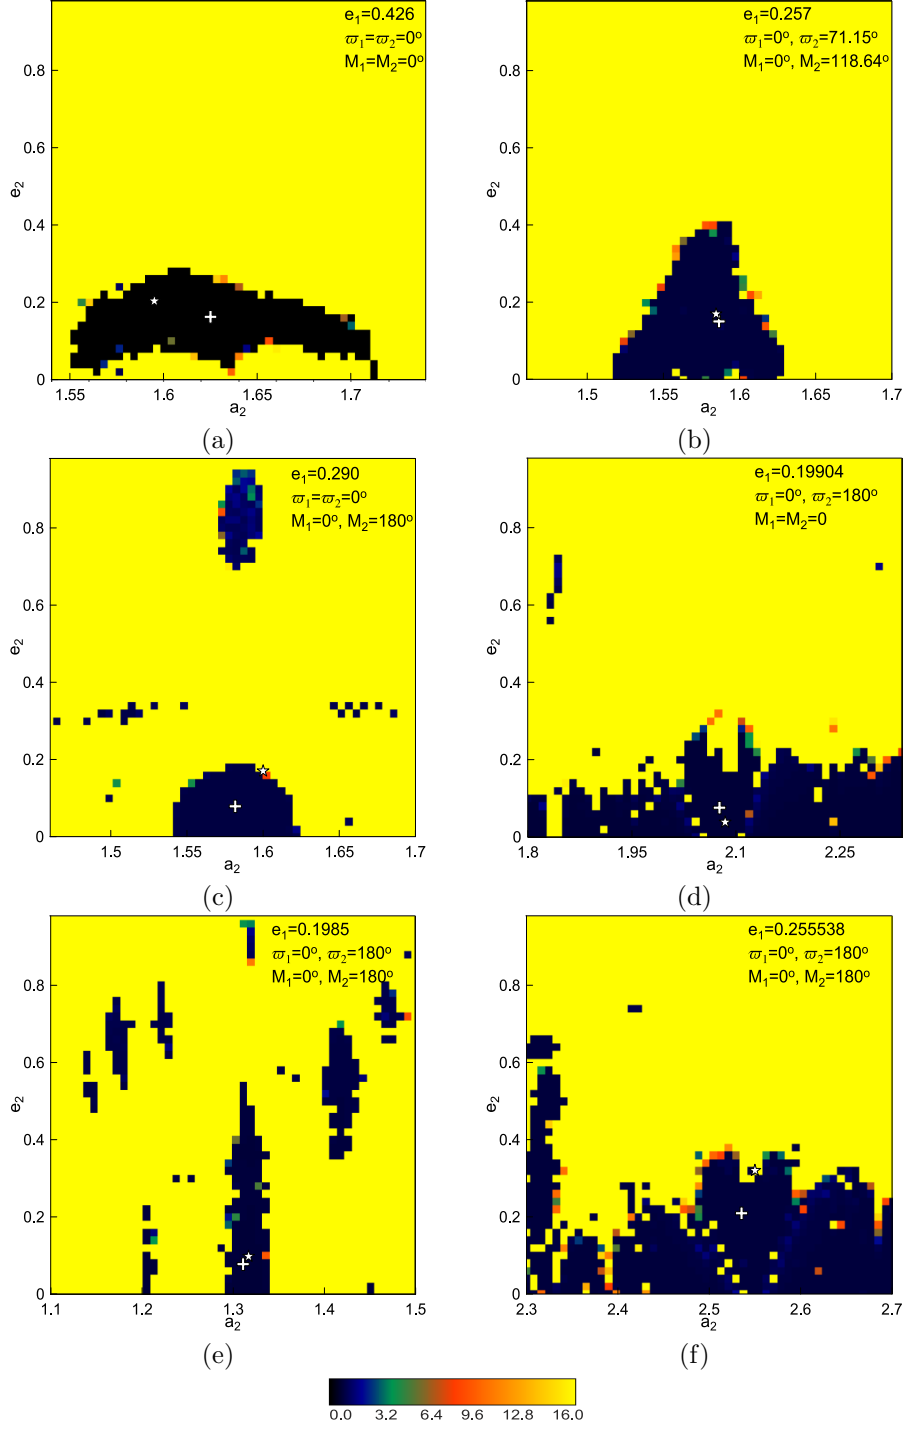 e₁=0.426
ϖ₁=ϖ₂=0°
M₁=M₂=0°
0.8
0.6
0.4
0.2
0
e₂
1.55
1.6
1.65
1.7
a₂
(a)
e₁=0.257
ϖ₁=0°, ϖ₂=71.15°
M₁=0°, M₂=118.64°
0.8
0.6
0.4
0.2
0
e₂
1.5
1.55
1.6
1.65
1.7
a₂
(b)
e₁=0.290
ϖ₁=ϖ₂=0°
M₁=0°, M₂=180°
0.8
0.6
0.4
0.2
0
e₂
1.5
1.55
1.6
1.65
1.7
a₂
(c)
e₁=0.19904
ϖ₁=0°, ϖ₂=180°
M₁=M₂=0
0.8
0.6
0.4
0.2
0
e₂
1.8
1.95
2.1
2.25
a₂
(d)
e₁=0.1985
ϖ₁=0°, ϖ₂=180°
M₁=0°, M₂=180°
0.8
0.6
0.4
0.2
0
e₂
1.1
1.2
1.3
1.4
1.5
a₂
(e)
e₁=0.255538
ϖ₁=0°, ϖ₂=180°
M₁=0°, M₂=180°
0.8
0.6
0.4
0.2
0
e₂
2.3
2.4
2.5
2.6
2.7
a₂
(f)
0.0 3.2 6.4 9.6 12.8 16.0